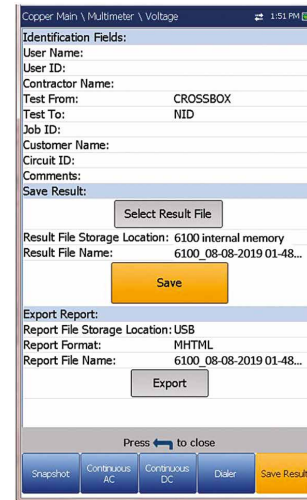 Copper Main \ Multimeter \ Voltage 1:51 PM
Identification Fields:
User Name:
User ID:
Contractor Name:
Test From: CROSSBOX
Test To: NID
Job ID:
Customer Name:
Circuit ID:
Comments:
Save Result:
Select Result File
Result File Storage Location: 6100 internal memory
Result File Name: 6100_08-08-2019 01-48...
Save
Export Report:
Report File Storage Location: USB
Report Format: MHTML
Report File Name: 6100_08-08-2019 01-48...
Export
Press to close
Snapshot Continuous AC Continuous DC Dialer Save Result